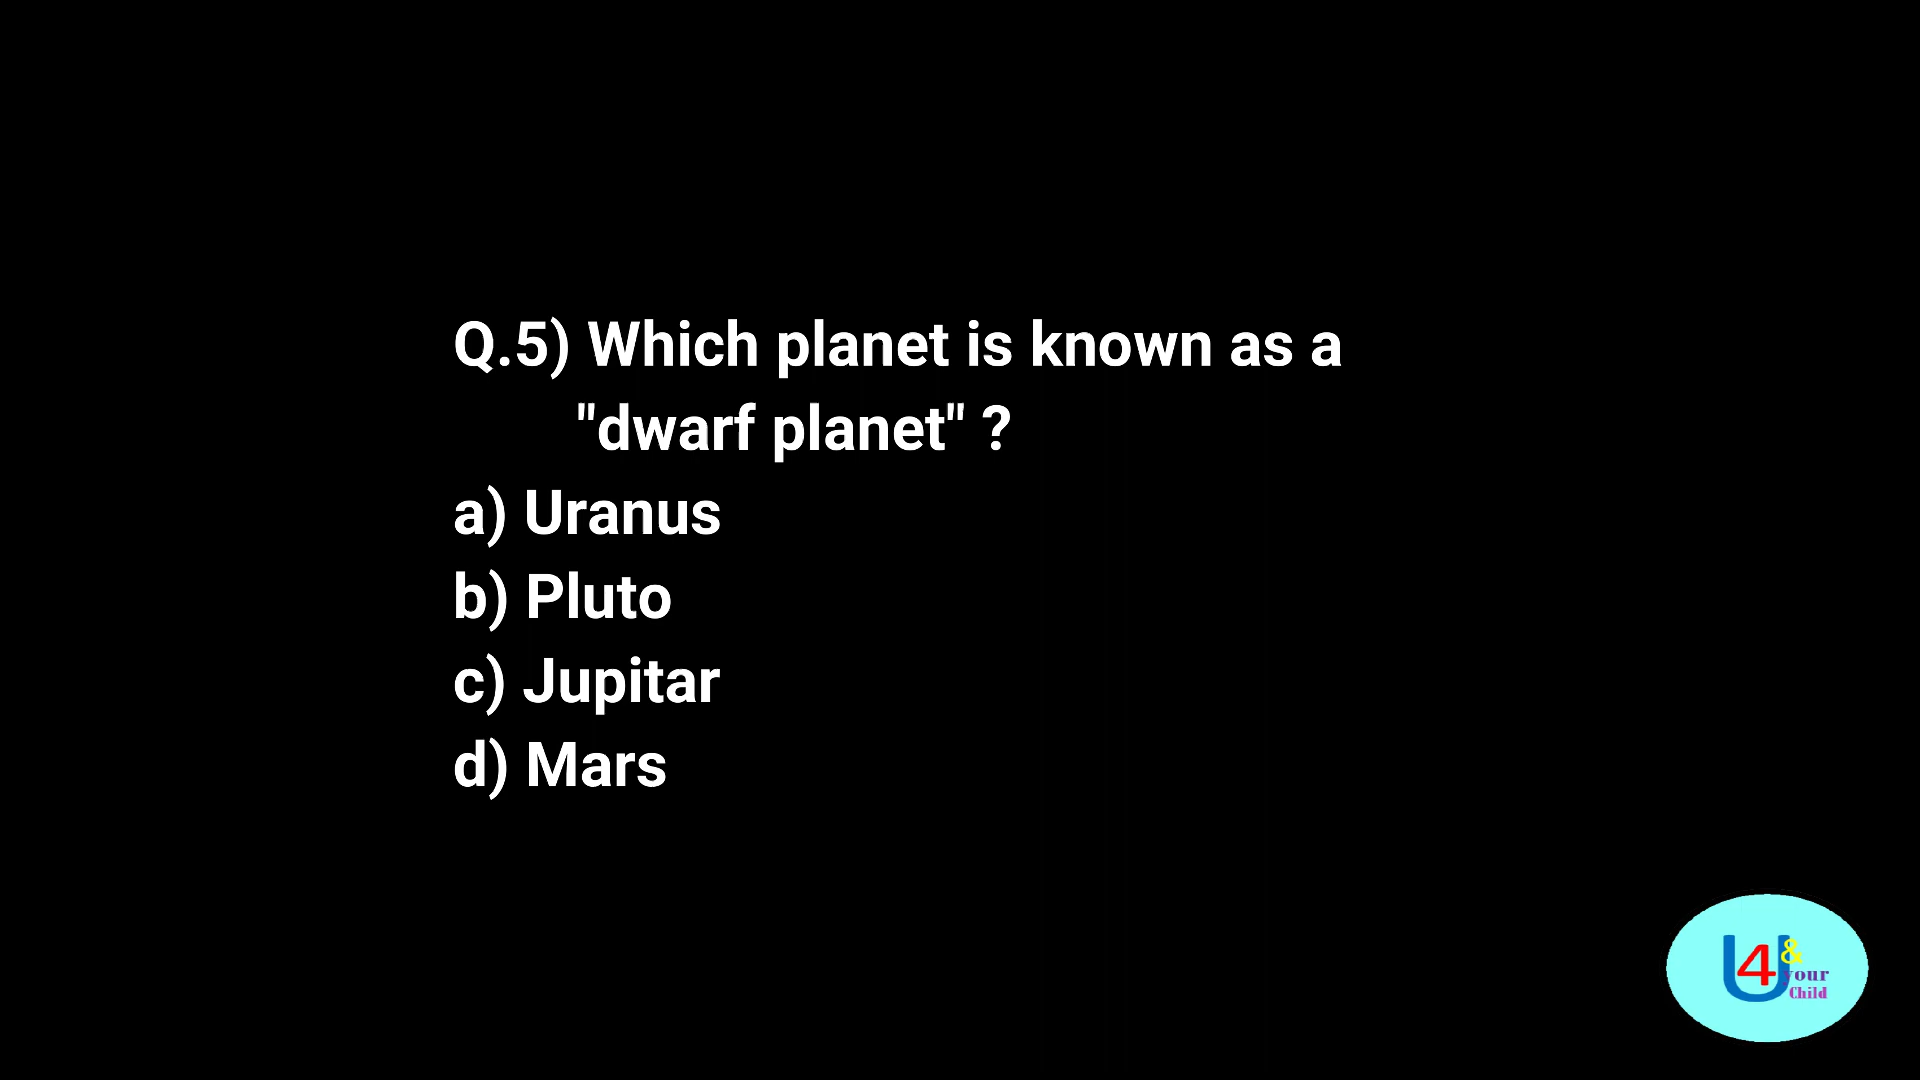 Q.5) Which planet is known as a
"dwarf planet" ?
a) Uranus
b) Pluto
c) Jupitar
d) Mars
U4 &
your
Child